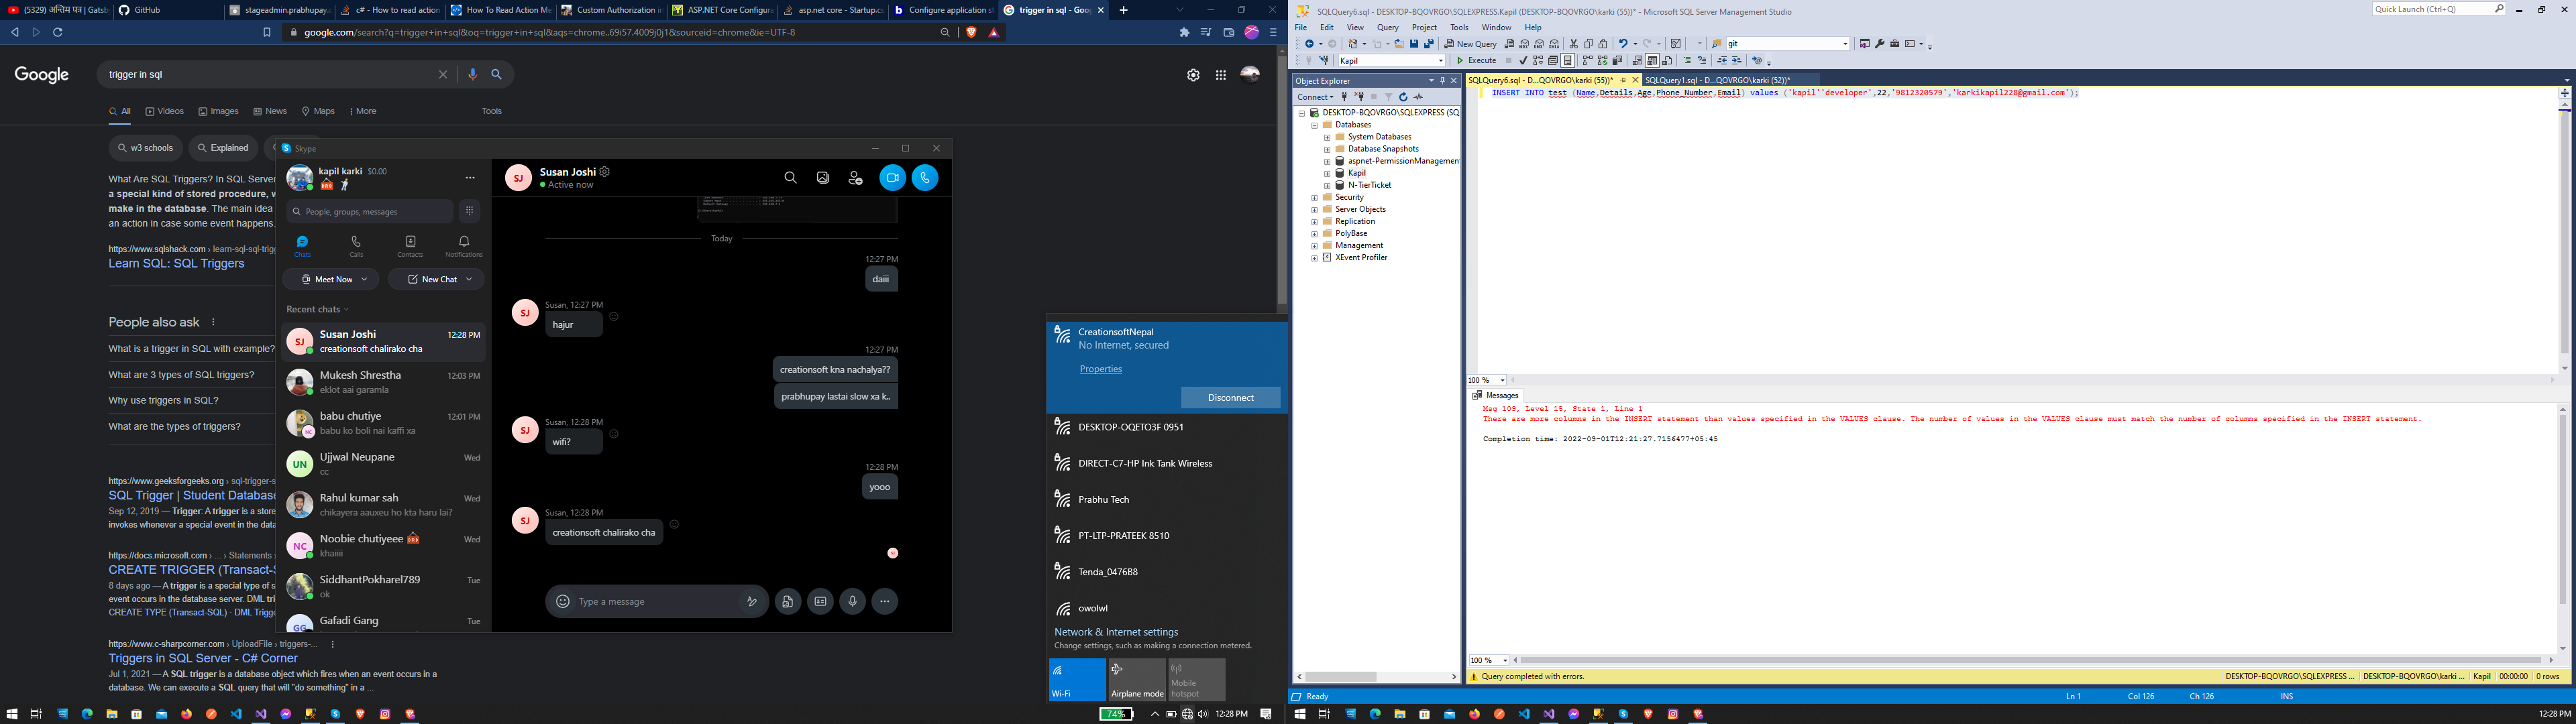 (5329) अन्तिम पत्र | Gatsb
GitHub
stageadmin.prabhupay.
c# - How to read action
How To Read Action Me
Custom Authorization in
ASP.NET Core Configura
asp.net core - Startup.cs
Configure application st
trigger in sql - Goo
google.com/search?q=trigger+in+sql&oq=trigger+in+sql&aqs=chrome..69i57.4009j0j1&sourceid=chrome&ie=UTF-8
Google
trigger in sql
All
Videos
Images
News
Maps
More
Tools
w3 schools
Explained
What Are SQL Triggers? In SQL Server
a special kind of stored procedure, w
make in the database. The main idea
an action in case some event happens.
https://www.sqlshack.com › learn-sql-sql-trigg
Learn SQL: SQL Triggers
People also ask
What is a trigger in SQL with example?
What are 3 types of SQL triggers?
Why use triggers in SQL?
What are the types of triggers?
https://www.geeksforgeeks.org › sql-trigger-s
SQL Trigger | Student Database
Sep 12, 2019 — Trigger: A trigger is a store
invokes whenever a special event in the data
https://docs.microsoft.com › ... › Statements
CREATE TRIGGER (Transact-S
8 days ago — A trigger is a special type of s
event occurs in the database server. DML tri
CREATE TYPE (Transact-SQL) · DML Trigge
https://www.c-sharpcorner.com › UploadFile › triggers-...
Triggers in SQL Server - C# Corner
Jul 1, 2021 — A SQL trigger is a database object which fires when an event occurs in a
database. We can execute a SQL query that will "do something" in a ...
Skype
kapil karki $0.00
People, groups, messages
Chats
Calls
Contacts
Notifications
Meet Now
New Chat
Recent chats
Susan Joshi 12:28 PM
creationsoft chalirako cha
Mukesh Shrestha 12:03 PM
eklot aai garamla
babu chutiye 12:01 PM
babu ko boli nai kaffi xa
Ujjwal Neupane Wed
cc
Rahul kumar sah Wed
chikayera aauxeu ho kta haru lai?
Noobie chutiyeee Wed
khaiiii
SiddhantPokharel789 Tue
ok
Gafadi Gang Tue
SJ
Susan Joshi
Active now
Today
12:27 PM
daiii
Susan, 12:27 PM
hajur
12:27 PM
creationsoft kna nachalya??
prabhupay lastai slow xa k..
Susan, 12:28 PM
wifi?
12:28 PM
yooo
Susan, 12:28 PM
creationsoft chalirako cha
Type a message
CreationsoftNepal
No Internet, secured
Properties
Disconnect
DESKTOP-OQETO3F 0951
DIRECT-C7-HP Ink Tank Wireless
Prabhu Tech
PT-LTP-PRATEEK 8510
Tenda_0476B8
owolwl
Network & Internet settings
Change settings, such as making a connection metered.
Wi-Fi
Airplane mode
Mobile
hotspot
74%
12:28 PM
SQLQuery6.sql - DESKTOP-BQOVRGO\SQLEXPRESS.Kapil (DESKTOP-BQOVRGO\karki (55))* - Microsoft SQL Server Management Studio
Quick Launch (Ctrl+Q)
File Edit View Query Project Tools Window Help
New Query
git
Kapil
Execute
Object Explorer
Connect
DESKTOP-BQOVRGO\SQLEXPRESS (SQ
Databases
System Databases
Database Snapshots
aspnet-PermissionManagement
Kapil
N-TierTicket
Security
Server Objects
Replication
PolyBase
Management
XEvent Profiler
SQLQuery6.sql - D...QOVRGO\karki (55))*
SQLQuery1.sql - D...QOVRGO\karki (52))*
INSERT INTO test (Name,Details,Age,Phone_Number,Email) values ('kapil''developer',22,'9812320579','karkikapil228@gmail.com');
100 %
Messages
Msg 109, Level 15, State 1, Line 1
There are more columns in the INSERT statement than values specified in the VALUES clause. The number of values in the VALUES clause must match the number of columns specified in the INSERT statement.
Completion time: 2022-09-01T12:21:27.7156477+05:45
100 %
Query completed with errors.
DESKTOP-BQOVRGO\SQLEXPRESS ...
DESKTOP-BQOVRGO\karki ...
Kapil
00:00:00
0 rows
Ready
Ln 1
Col 126
Ch 126
INS
12:28 PM